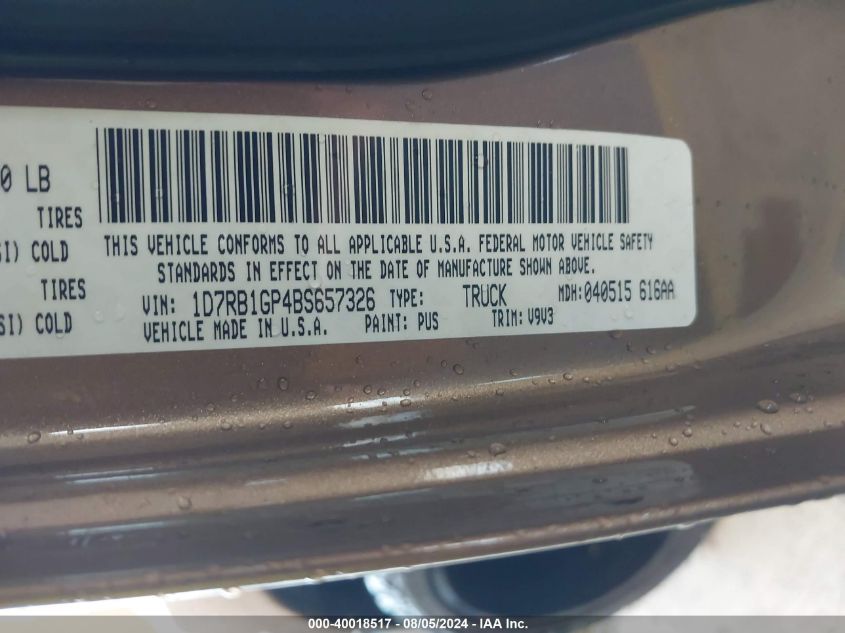 0 LB
TIRES
SI) COLD
TIRES
SI) COLD
THIS VEHICLE CONFORMS TO ALL APPLICABLE U.S.A. FEDERAL MOTOR VEHICLE SAFETY
STANDARDS IN EFFECT ON THE DATE OF MANUFACTURE SHOWN ABOVE.
VIN: 1D7RB1GP4BS657326 TYPE: TRUCK MDH:040515 616AA
VEHICLE MADE IN U.S.A. PAINT: PUS TRIM: V9V3
000-40018517 - 08/05/2024 - IAA Inc.